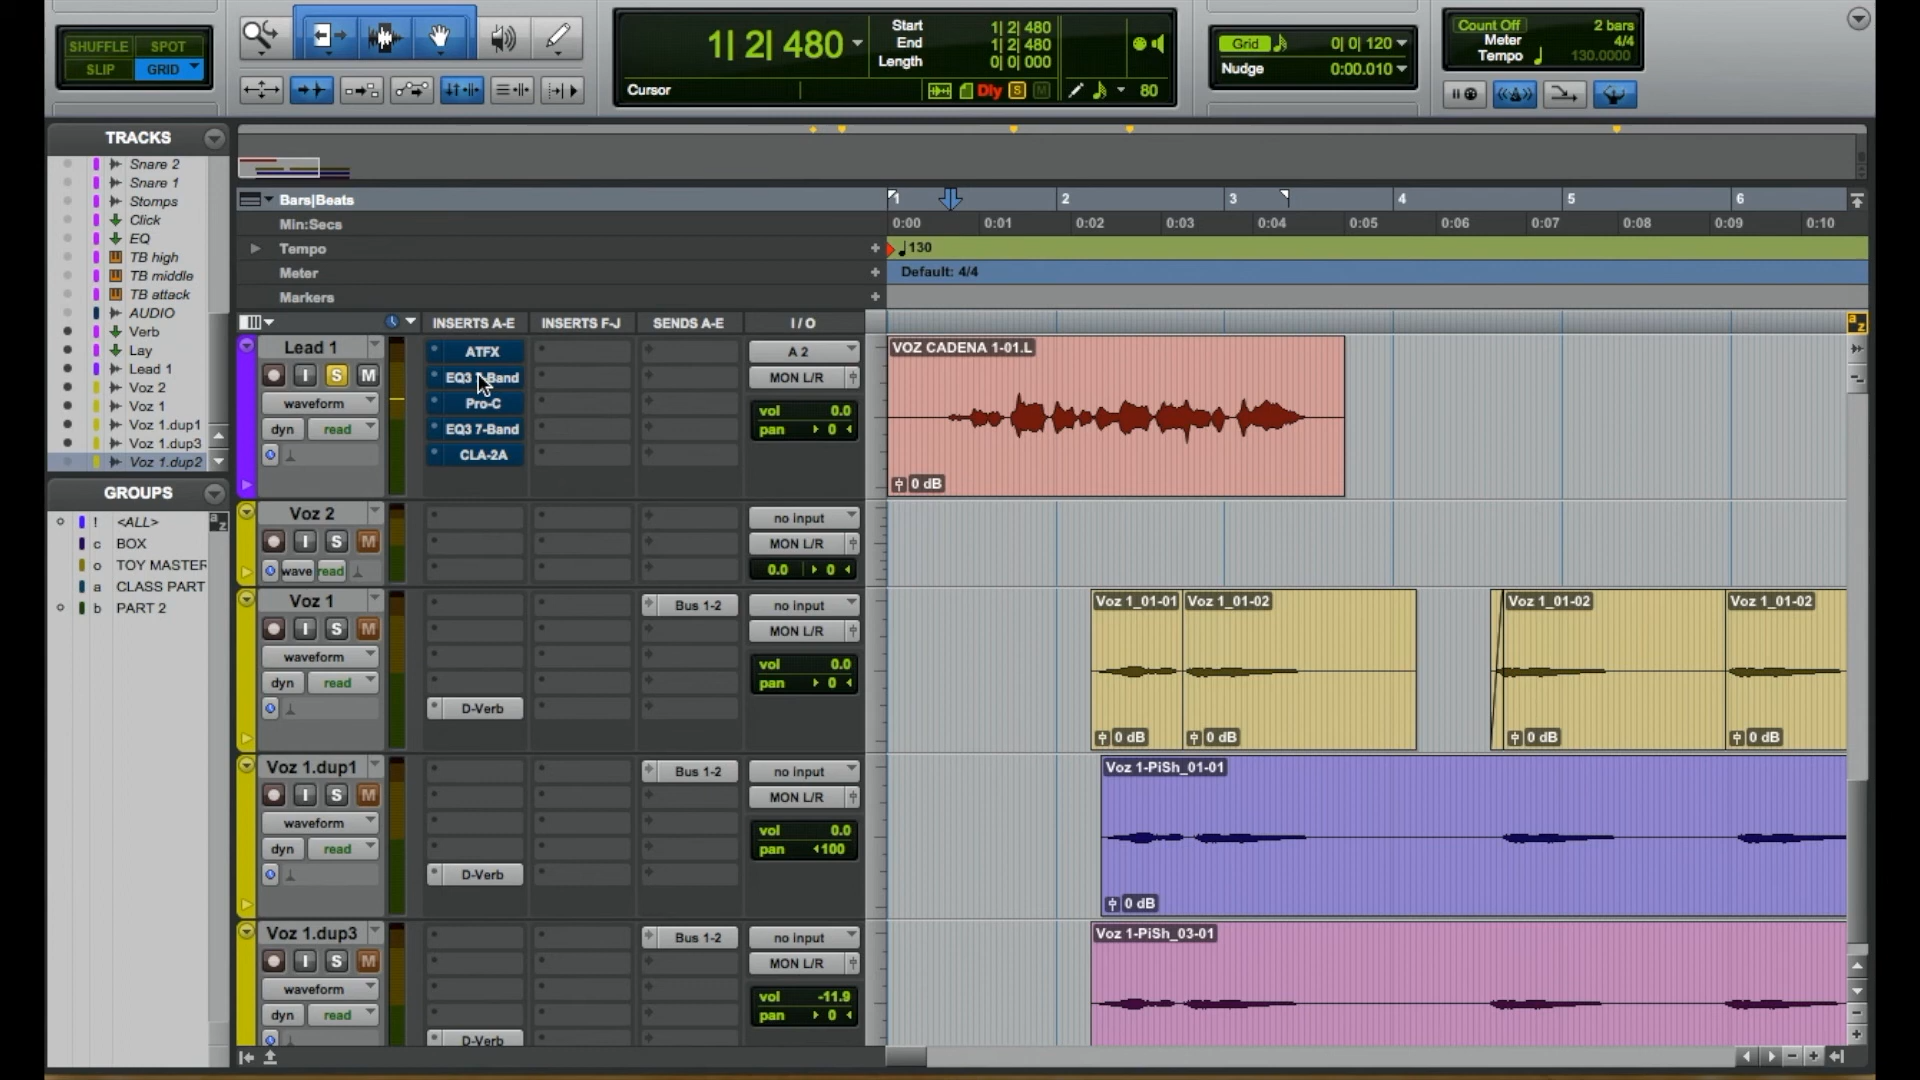 SHUFFLE SPOT
SLIP GRID
1| 2| 480
Start 1| 2| 480
End 1| 2| 480
Length 0| 0| 000
Cursor
Dly S M
80
Grid 0| 0| 120
Nudge 0:00.010
Count Off 2 bars
Meter 4/4
Tempo 130.0000
TRACKS
Snare 2
Snare 1
Stomps
Click
EQ
TB high
TB middle
TB attack
AUDIO
Verb
Lay
Lead 1
Voz 2
Voz 1
Voz 1.dup1
Voz 1.dup3
Voz 1.dup2
GROUPS
! <ALL>
c BOX
o TOY MASTER
a CLASS PART
b PART 2
a z
Bars|Beats 1 2 3 4 5 6
Min:Secs 0:00 0:01 0:02 0:03 0:04 0:05 0:06 0:07 0:08 0:09 0:10
Tempo 130
Meter Default: 4/4
Markers
INSERTS A-E INSERTS F-J SENDS A-E I / O
a z
Lead 1
I S M
waveform
dyn read
ATFX
EQ3 7-Band
Pro-C
EQ3 7-Band
CLA-2A
A 2
MON L/R
vol 0.0
pan 0
VOZ CADENA 1-01.L
0 dB
Voz 2
I S M
wave read
no input
MON L/R
0.0 0
Voz 1
I S M
waveform
dyn read
D-Verb
Bus 1-2
no input
MON L/R
vol 0.0
pan 0
Voz 1_01-01 Voz 1_01-02 Voz 1_01-02 Voz 1_01-02
0 dB 0 dB 0 dB 0 dB
Voz 1.dup1
I S M
waveform
dyn read
D-Verb
Bus 1-2
no input
MON L/R
vol 0.0
pan 100
Voz 1-PiSh_01-01
0 dB
Voz 1.dup3
I S M
waveform
dyn read
D-Verb
Bus 1-2
no input
MON L/R
vol -11.9
pan 0
Voz 1-PiSh_03-01